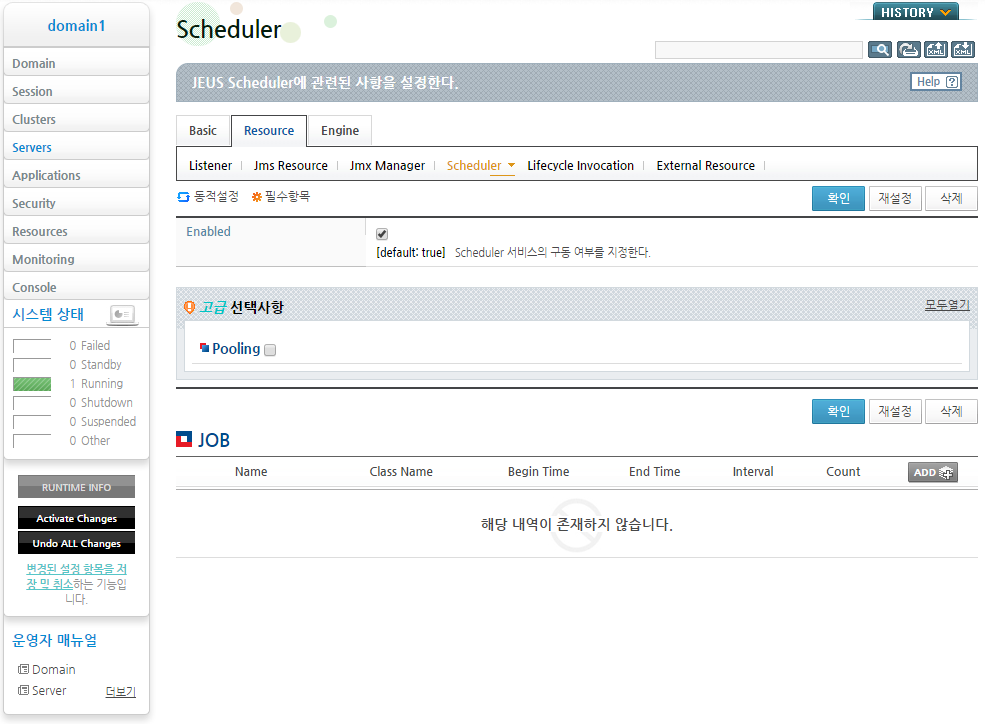 domain1
Domain
Session
Clusters
Servers
Applications
Security
Resources
Monitoring
Console
시스템 상태
0 Failed
0 Standby
1 Running
0 Shutdown
0 Suspended
0 Other
RUNTIME INFO
Activate Changes
Undo ALL Changes
변경된 설정 항목을 저
장 및 취소하는 기능입
니다.
운영자 매뉴얼
Domain
Server 더보기
HISTORY
Scheduler
XML XML
JEUS Scheduler에 관련된 사항을 설정한다.
Help ?
Basic Resource Engine
Listener Jms Resource Jmx Manager Scheduler Lifecycle Invocation External Resource
동적설정 필수항목 확인 재설정 삭제
Enabled
[default: true] Scheduler 서비스의 구동 여부를 지정한다.
고급 선택사항 모두열기
Pooling
확인 재설정 삭제
JOB
Name Class Name Begin Time End Time Interval Count ADD
해당 내역이 존재하지 않습니다.